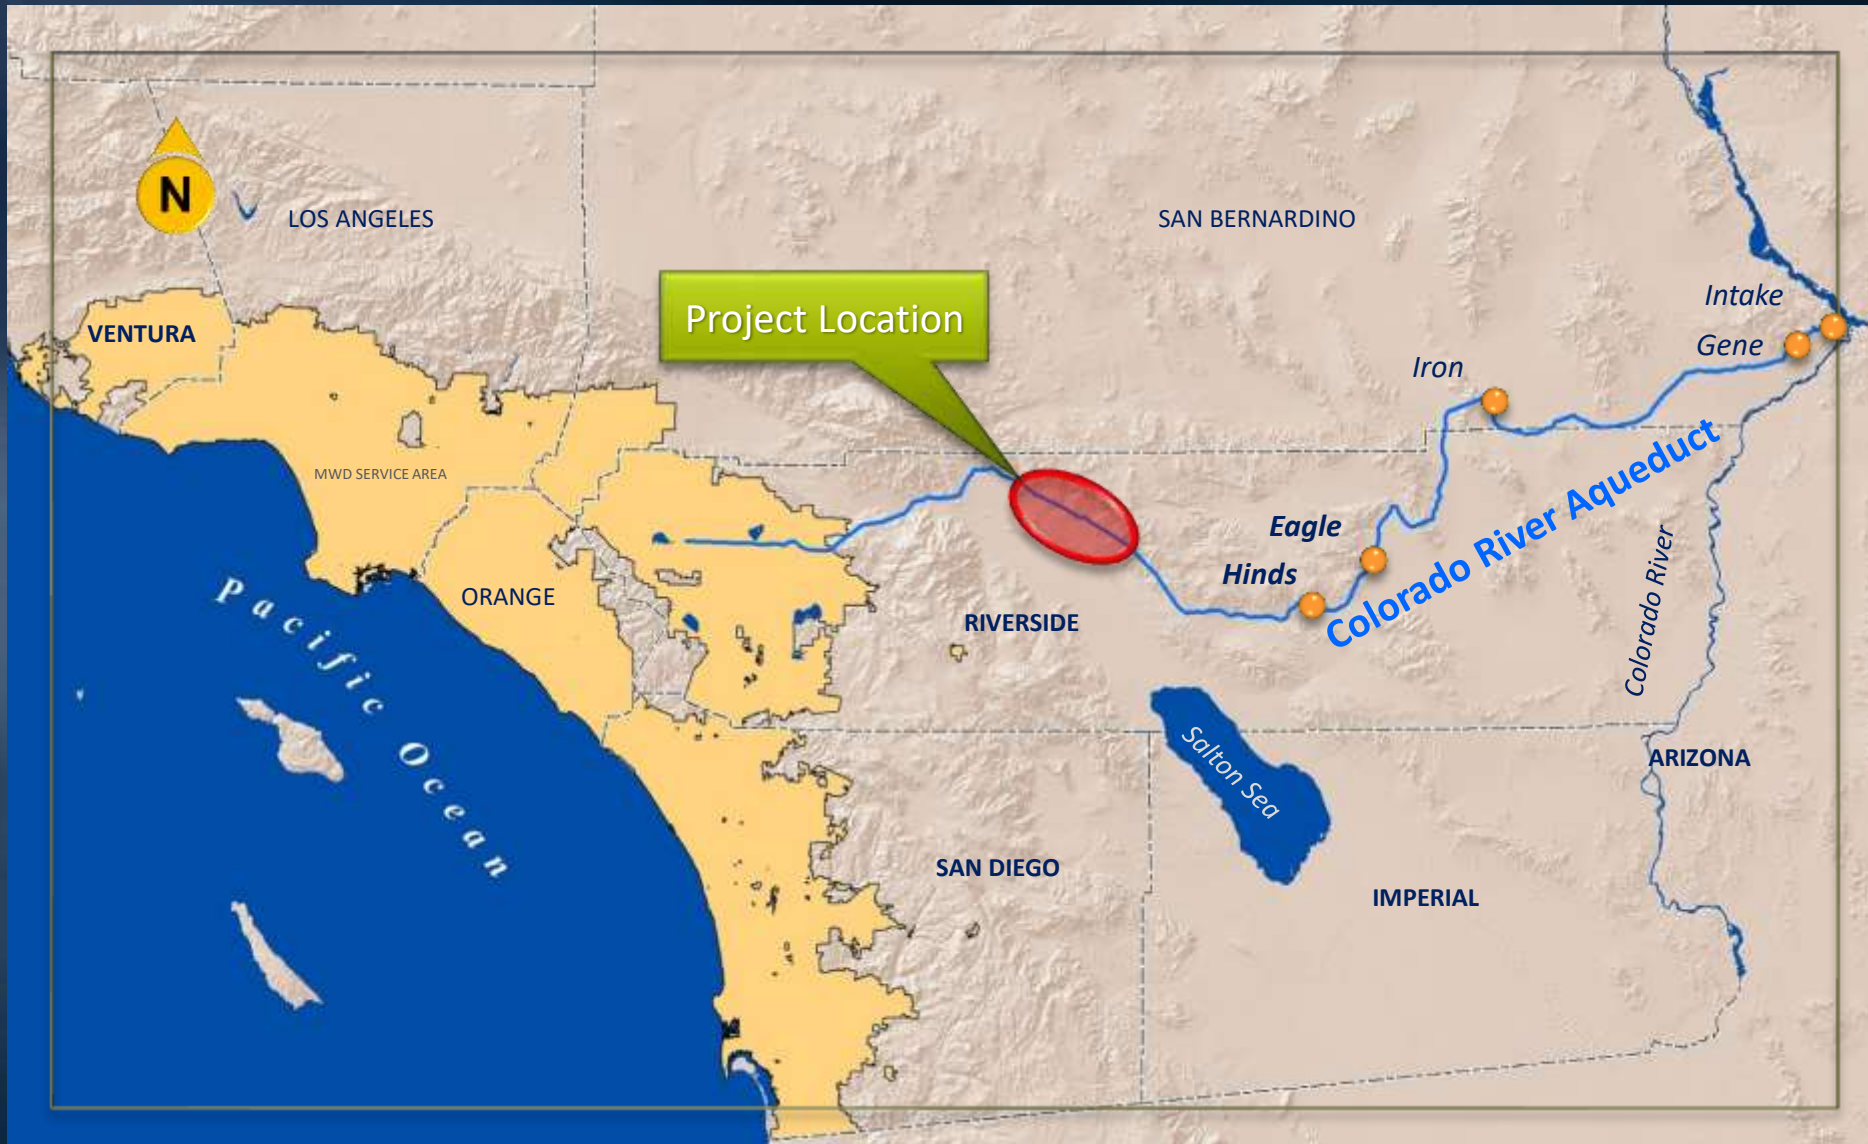 N
LOS ANGELES
SAN BERNARDINO
Intake
Project Location
VENTURA
Gene
Iron
MWD SERVICE AREA
Colorado River Aqueduct
Eagle
Hinds
ORANGE
RIVERSIDE
Colorado River
Pacific Ocean
Salton Sea
ARIZONA
SAN DIEGO
IMPERIAL